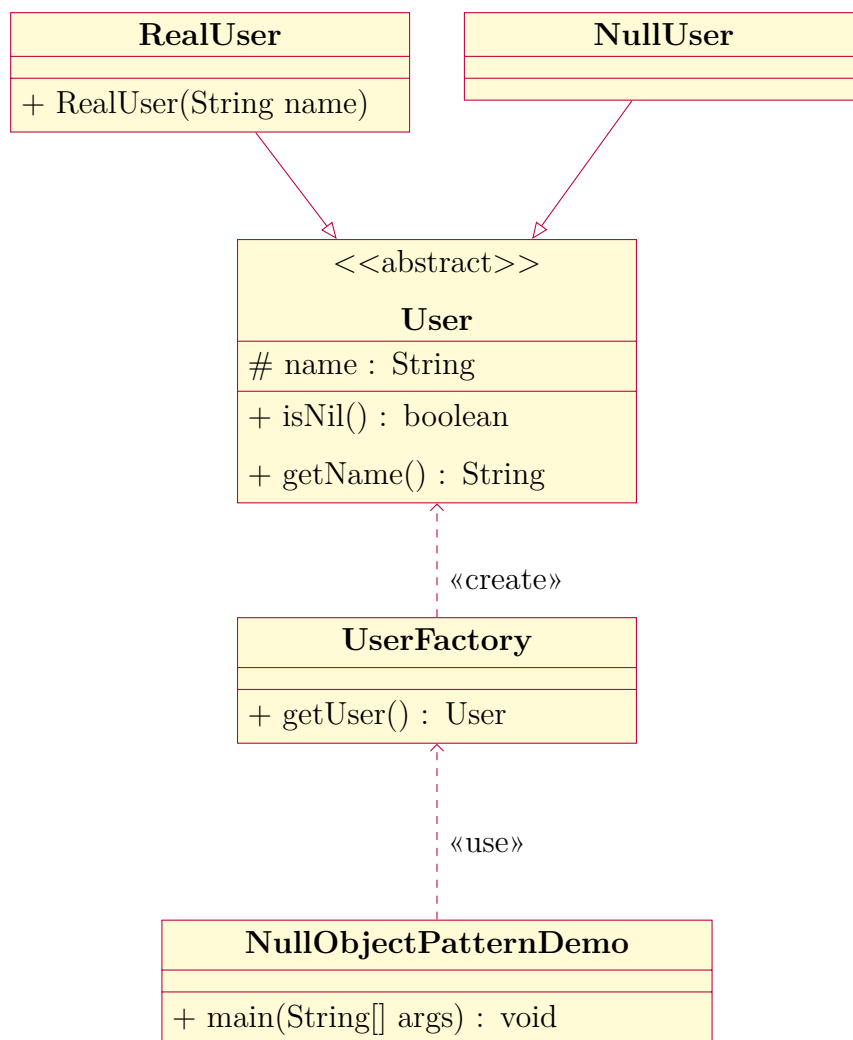 RealUser
+ RealUser(String name)
NullUser
<<abstract>>
User
# name : String
+ isNil() : boolean
+ getName() : String
«create»
UserFactory
+ getUser() : User
«use»
NullObjectPatternDemo
+ main(String[] args) : void